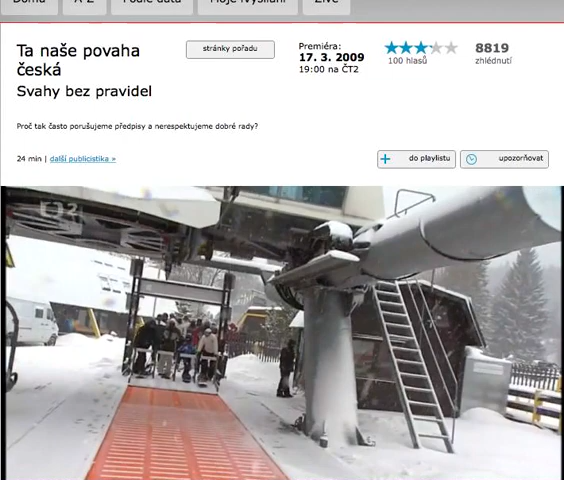 Domů A-Z Podle data Moje iVysílání Živě
Ta naše povaha
česká
Svahy bez pravidel
stránky pořadu
Premiéra:
17. 3. 2009
19:00 na ČT2
100 hlasů
8819
zhlédnutí
Proč tak často porušujeme předpisy a nerespektujeme dobré rady?
24 min | další publicistika »
do playlistu
upozorňovat